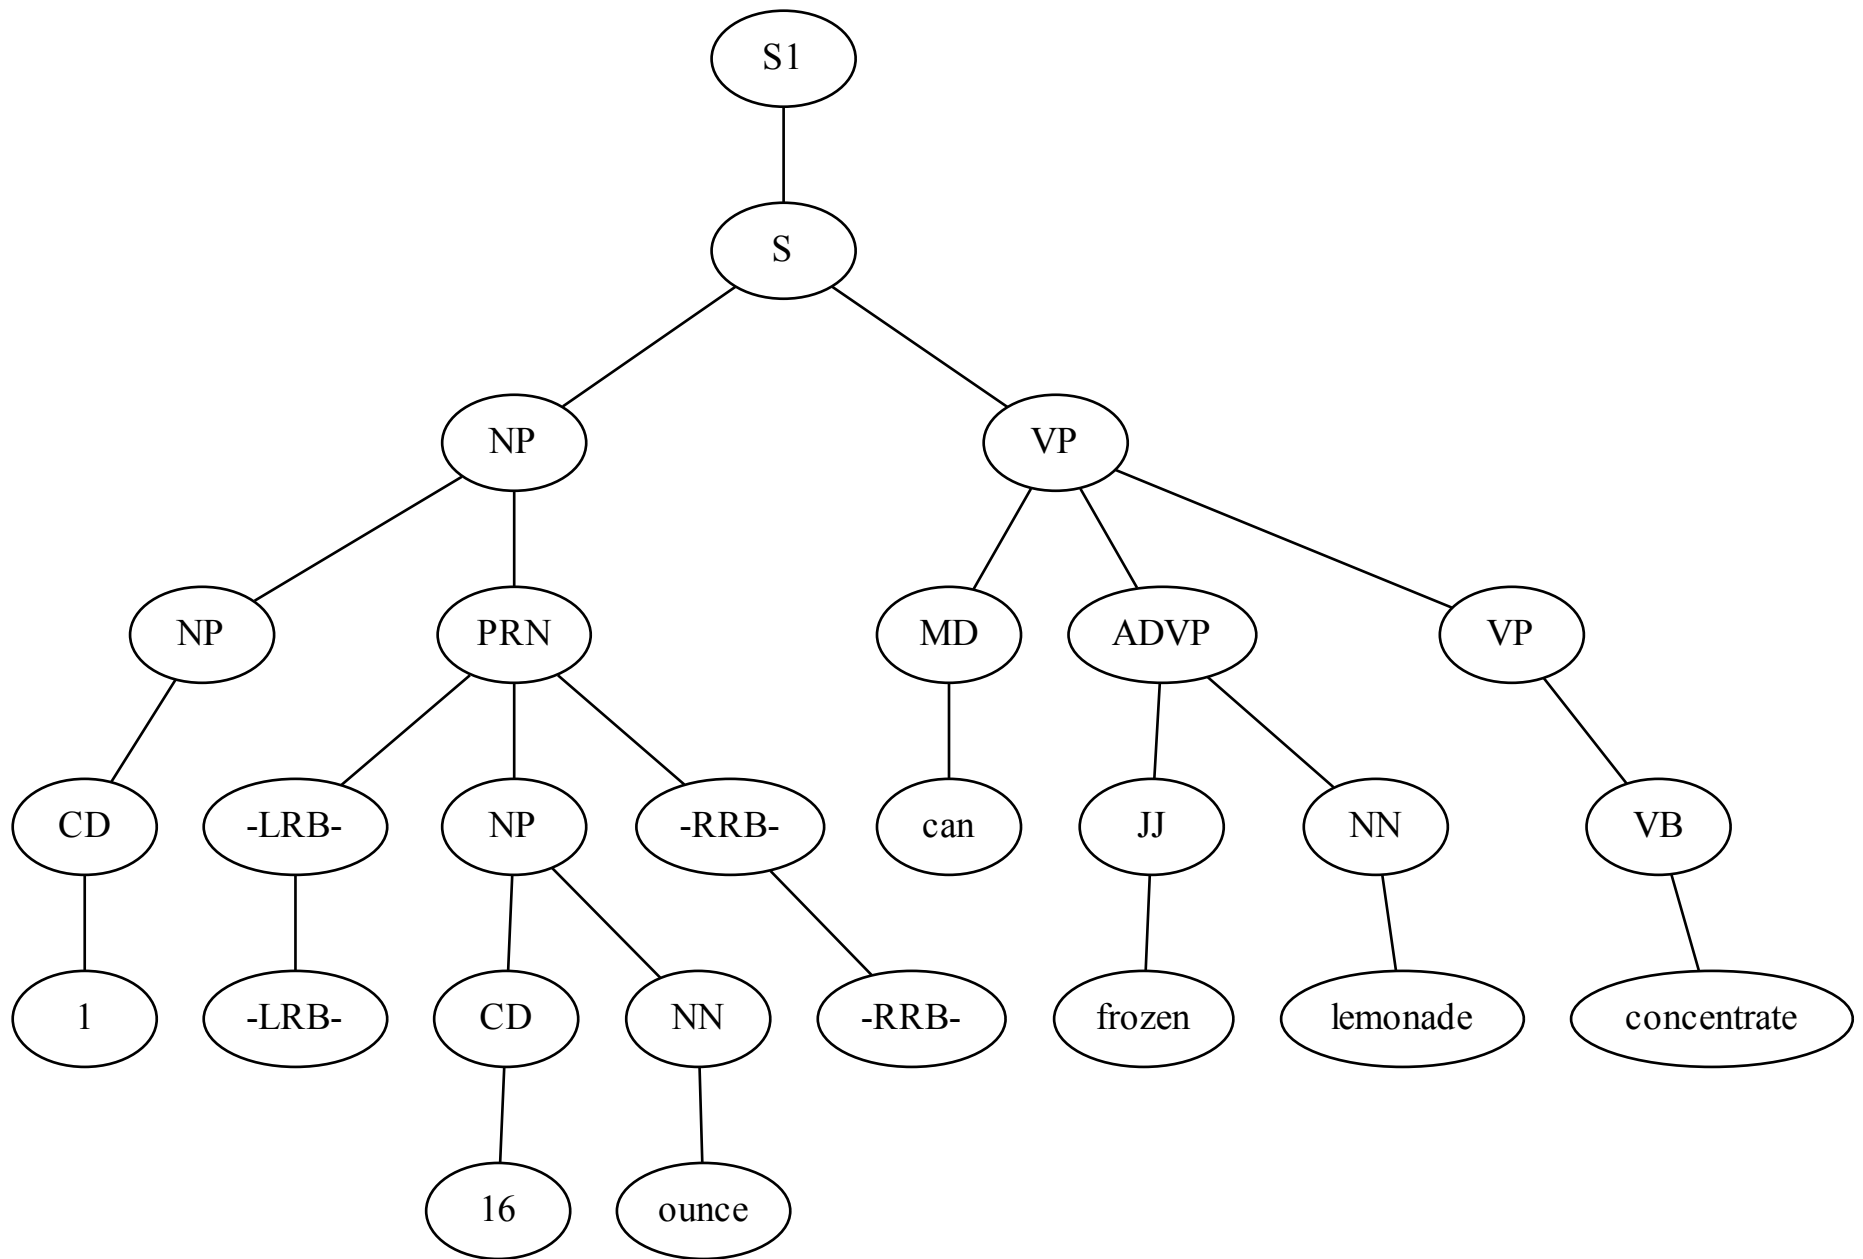 S1
S
NP VP
NP PRN MD ADVP VP
CD -LRB- NP -RRB- can JJ NN VB
1 -LRB- CD NN -RRB- frozen lemonade concentrate
16 ounce